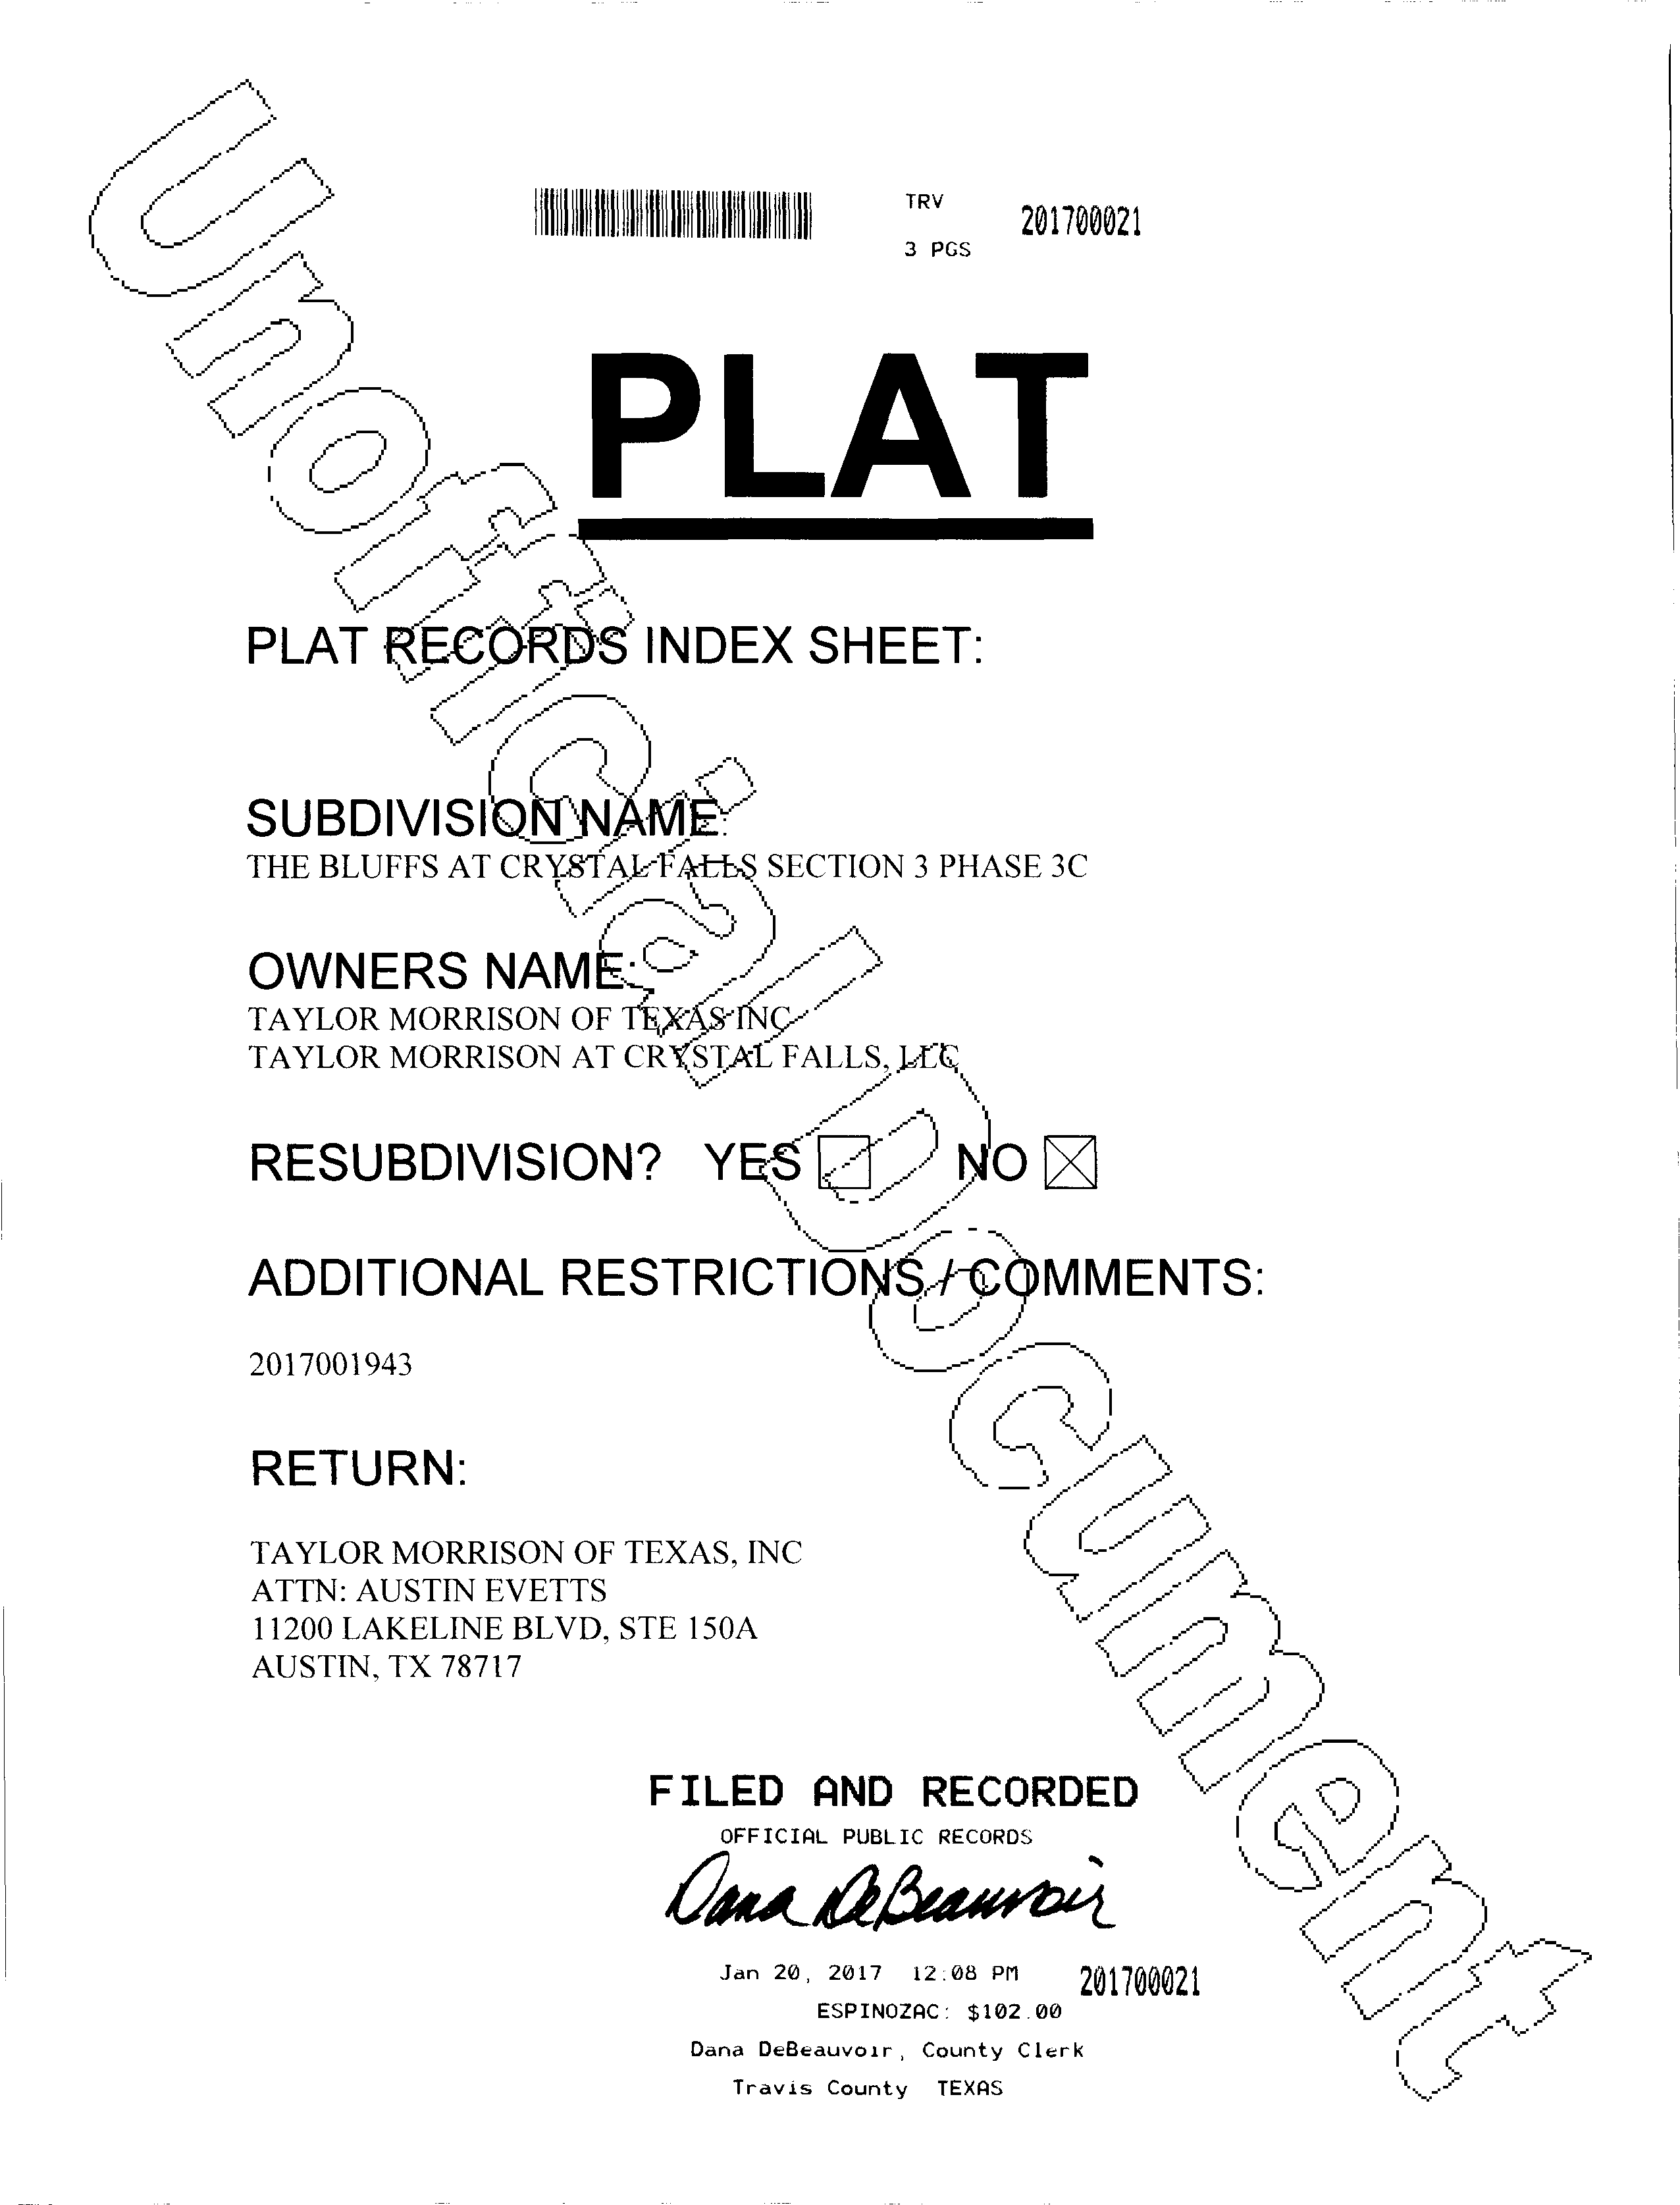 TRV
3 PGS
201700021
PLAT
PLAT RECORDS INDEX SHEET:
SUBDIVISION NAME:
THE BLUFFS AT CRYSTAL FALLS SECTION 3 PHASE 3C
OWNERS NAME:
TAYLOR MORRISON OF TEXAS INC
TAYLOR MORRISON AT CRYSTAL FALLS, LLC
RESUBDIVISION? YES NO
ADDITIONAL RESTRICTIONS / COMMENTS:
2017001943
RETURN:
TAYLOR MORRISON OF TEXAS, INC
ATTN: AUSTIN EVETTS
11200 LAKELINE BLVD, STE 150A
AUSTIN, TX 78717
FILED AND RECORDED
OFFICIAL PUBLIC RECORDS
Dana DeBeauvoir
Jan 20, 2017 12:08 PM 201700021
ESPINOZAC: $102.00
Dana DeBeauvoir, County Clerk
Travis County TEXAS
Unofficial Document